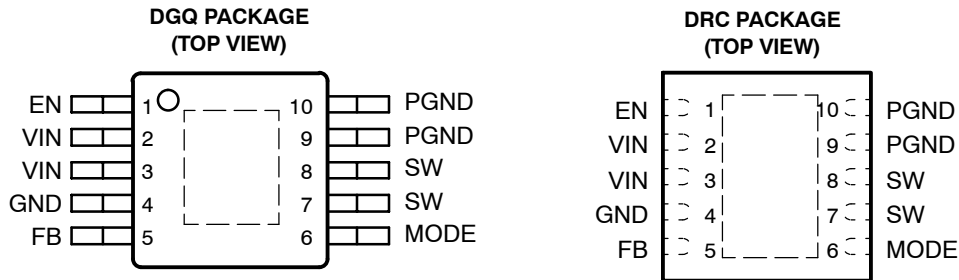 DGQ PACKAGE
(TOP VIEW)
EN 1 10 PGND
VIN 2 9 PGND
VIN 3 8 SW
GND 4 7 SW
FB 5 6 MODE
DRC PACKAGE
(TOP VIEW)
EN 1 10 PGND
VIN 2 9 PGND
VIN 3 8 SW
GND 4 7 SW
FB 5 6 MODE